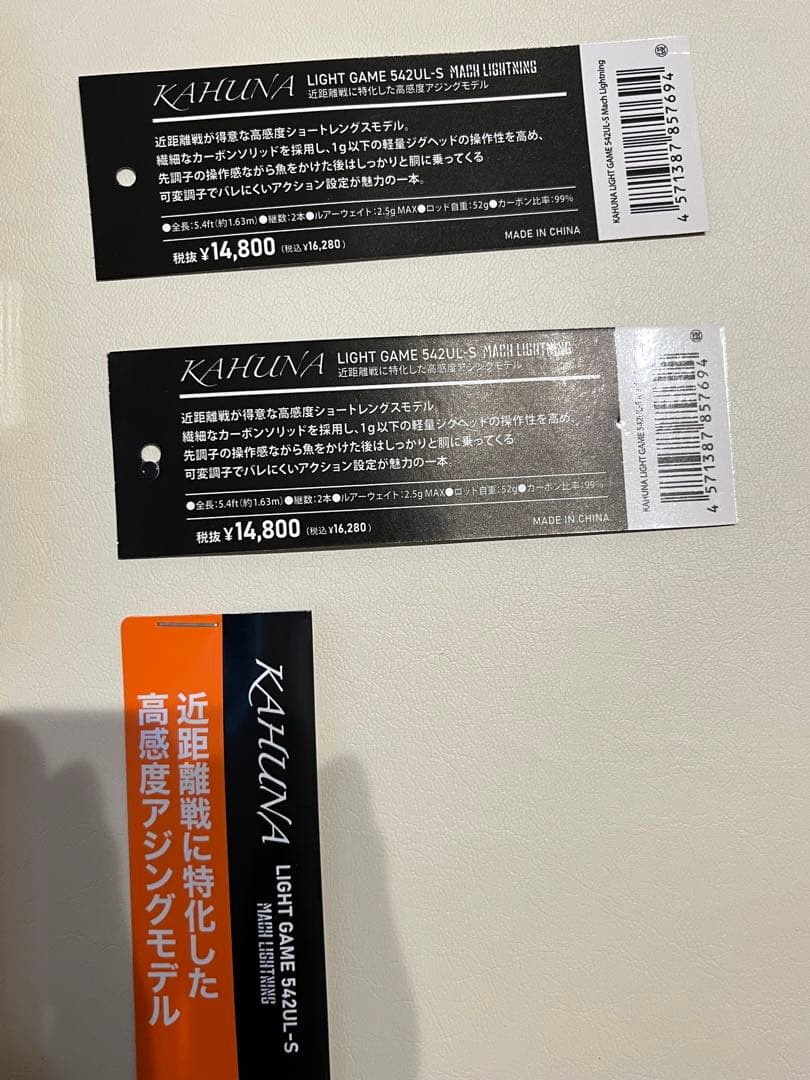 KAHUNA LIGHT GAME 542UL-S MACH LIGHTNING
近距離戦に特化した高感度アジングモデル
近距離戦が得意な高感度ショートレングスモデル。
繊細なカーボンソリッドを採用し、1g以下の軽量ジグヘッドの操作性を高め、
先調子の操作感ながら魚をかけた後はしっかりと胴に乗ってくる
可変調子でバレにくいアクション設定が魅力の一本。
●全長:5.4ft(約1.63m)●継数:2本●ルアーウェイト:2.5g MAX●ロッド自重:52g●カーボン比率:99%
税抜¥14,800(税込¥16,280)
MADE IN CHINA
KAHUNA LIGHT GAME 542UL-S Mach Lightning
4 571387 857694
KAHUNA LIGHT GAME 542UL-S MACH LIGHTNING
近距離戦に特化した高感度アジングモデル
近距離戦が得意な高感度ショートレングスモデル
繊細なカーボンソリッドを採用し、1g以下の軽量ジグヘッドの操作性を高め、
先調子の操作感ながら魚をかけた後はしっかりと胴に乗ってくる
可変調子でバレにくいアクション設定が魅力の一本
●全長:5.4ft(約1.63m)●継数:2本●ルアーウェイト:2.5g MAX●ロッド自重:52g●カーボン比率:99%
税抜¥14,800(税込¥16,280)
MADE IN CHINA
KAHUNA LIGHT GAME
4 571387 857694
KAHUNA LIGHT GAME 542UL-S
MACH LIGHTNING
近距離戦に特化した
高感度アジングモデル